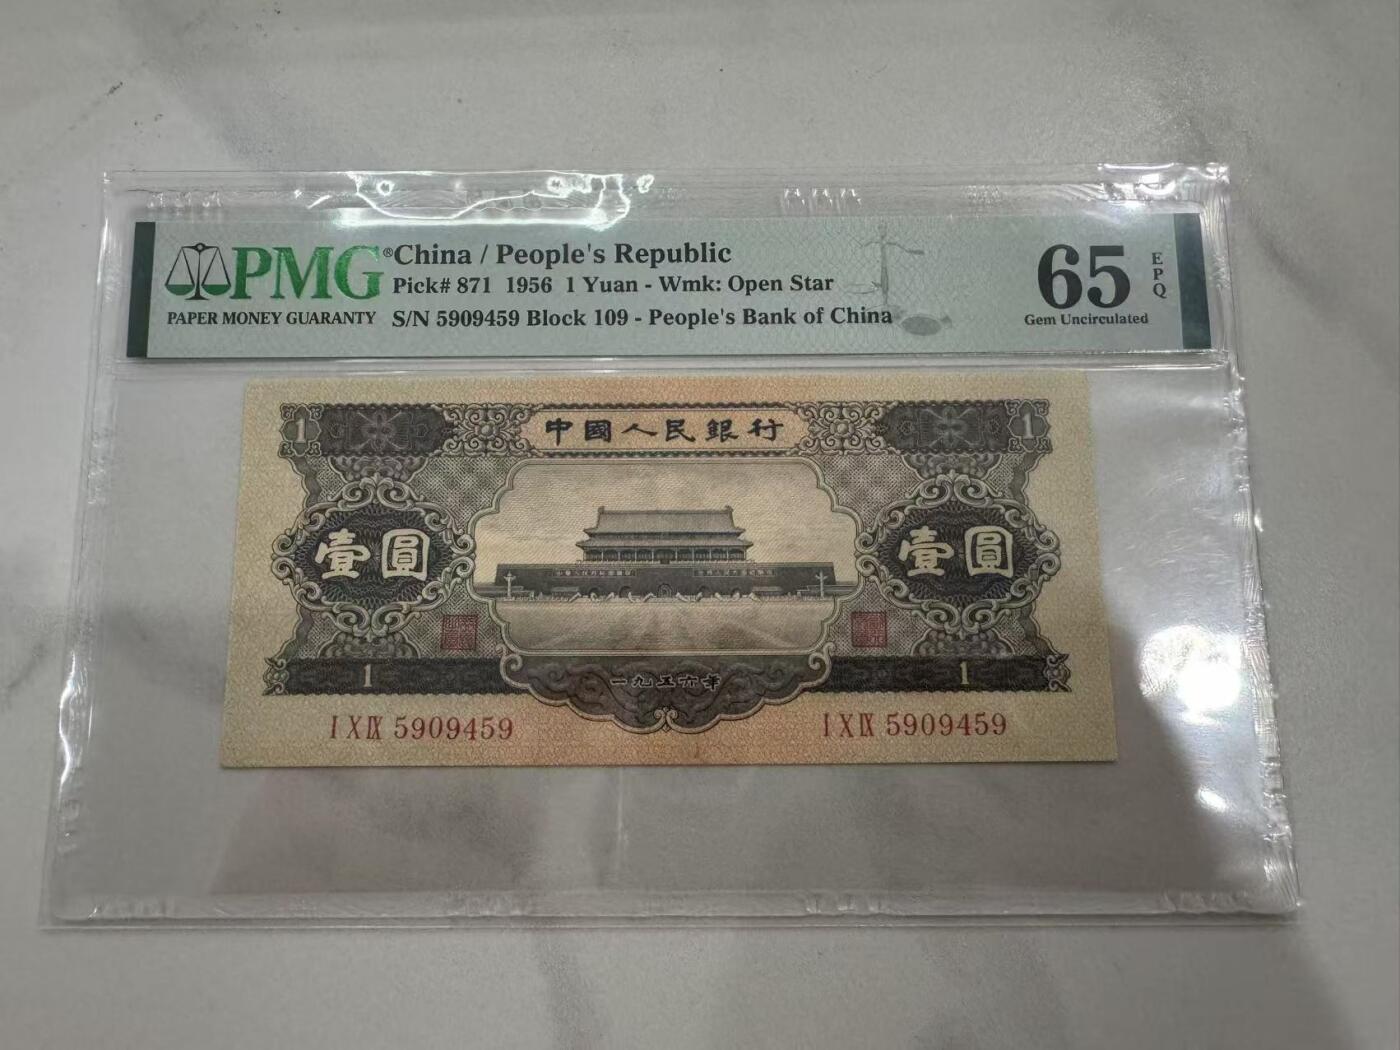 PMG®
PAPER MONEY GUARANTY
China / People's Republic
Pick# 871 1956 1 Yuan - Wmk: Open Star
S/N 5909459 Block 109 - People's Bank of China
65
EPQ
Gem Uncirculated
1 中國人民銀行 1
壹圓 壹圓
1 一九五六年 1
I X IX 5909459 I X IX 5909459